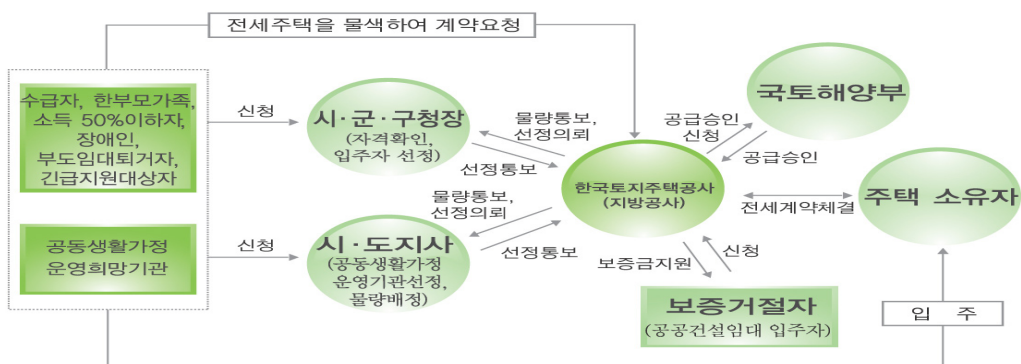 전세주택을 물색하여 계약요청
수급자, 한부모가족,
소득 50%이하자,
장애인,
부도임대퇴거자,
긴급지원대상자
신청
시·군·구청장
(자격확인,
입주자 선정)
물량통보,
선정의뢰
선정통보
한국토지주택공사
(지방공사)
공급승인
신청
공급승인
국토해양부
전세계약체결
주택 소유자
공동생활가정
운영희망기관
신청
시·도지사
(공동생활가정
운영기관선정,
물량배정)
물량통보,
선정의뢰
선정통보
보증금지원
신청
보증거절자
(공공건설임대 입주자)
입 주